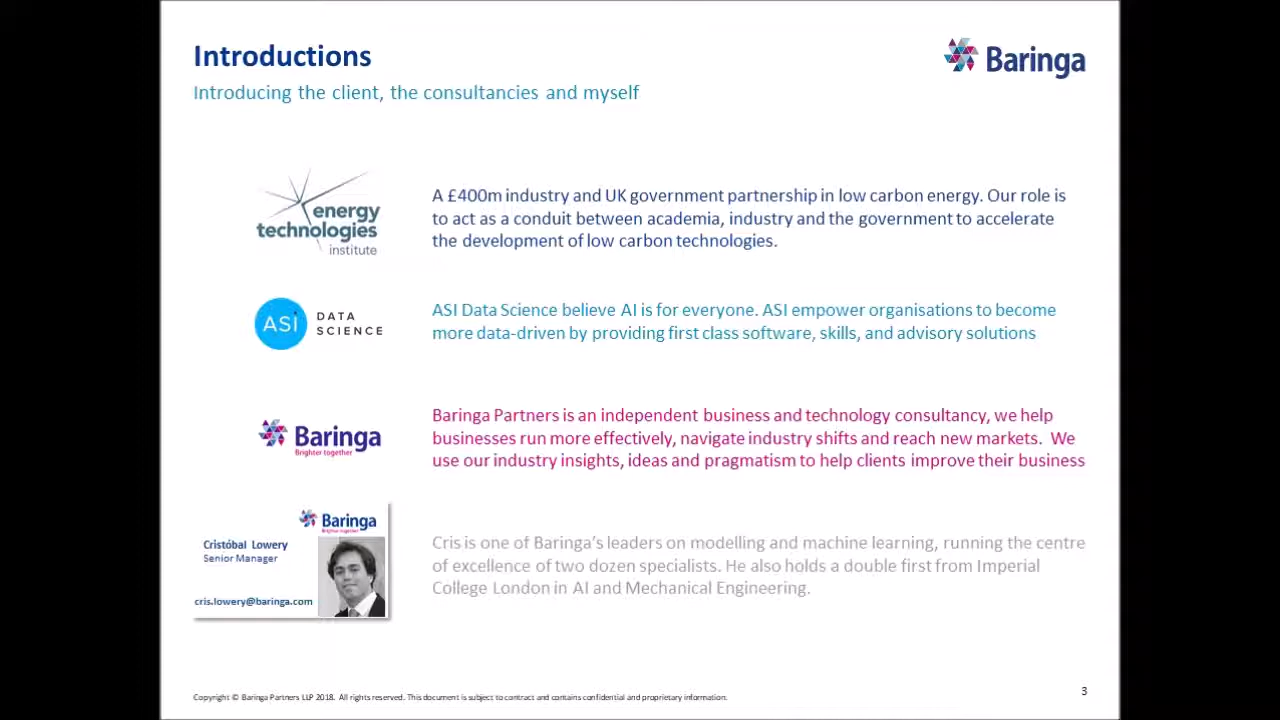 Introductions
Baringa
Introducing the client, the consultancies and myself
energy
technologies
institute
A £400m industry and UK government partnership in low carbon energy. Our role is
to act as a conduit between academia, industry and the government to accelerate
the development of low carbon technologies.
ASI DATA
SCIENCE
ASI Data Science believe AI is for everyone. ASI empower organisations to become
more data-driven by providing first class software, skills, and advisory solutions
Baringa
Brighter together
Baringa Partners is an independent business and technology consultancy, we help
businesses run more effectively, navigate industry shifts and reach new markets. We
use our industry insights, ideas and pragmatism to help clients improve their business
Baringa
Brighter together
Cristóbal Lowery
Senior Manager
cris.lowery@baringa.com
Cris is one of Baringa's leaders on modelling and machine learning, running the centre
of excellence of two dozen specialists. He also holds a double first from Imperial
College London in AI and Mechanical Engineering.
Copyright © Baringa Partners LLP 2018. All rights reserved. This document is subject to contract and contains confidential and proprietary information.
3